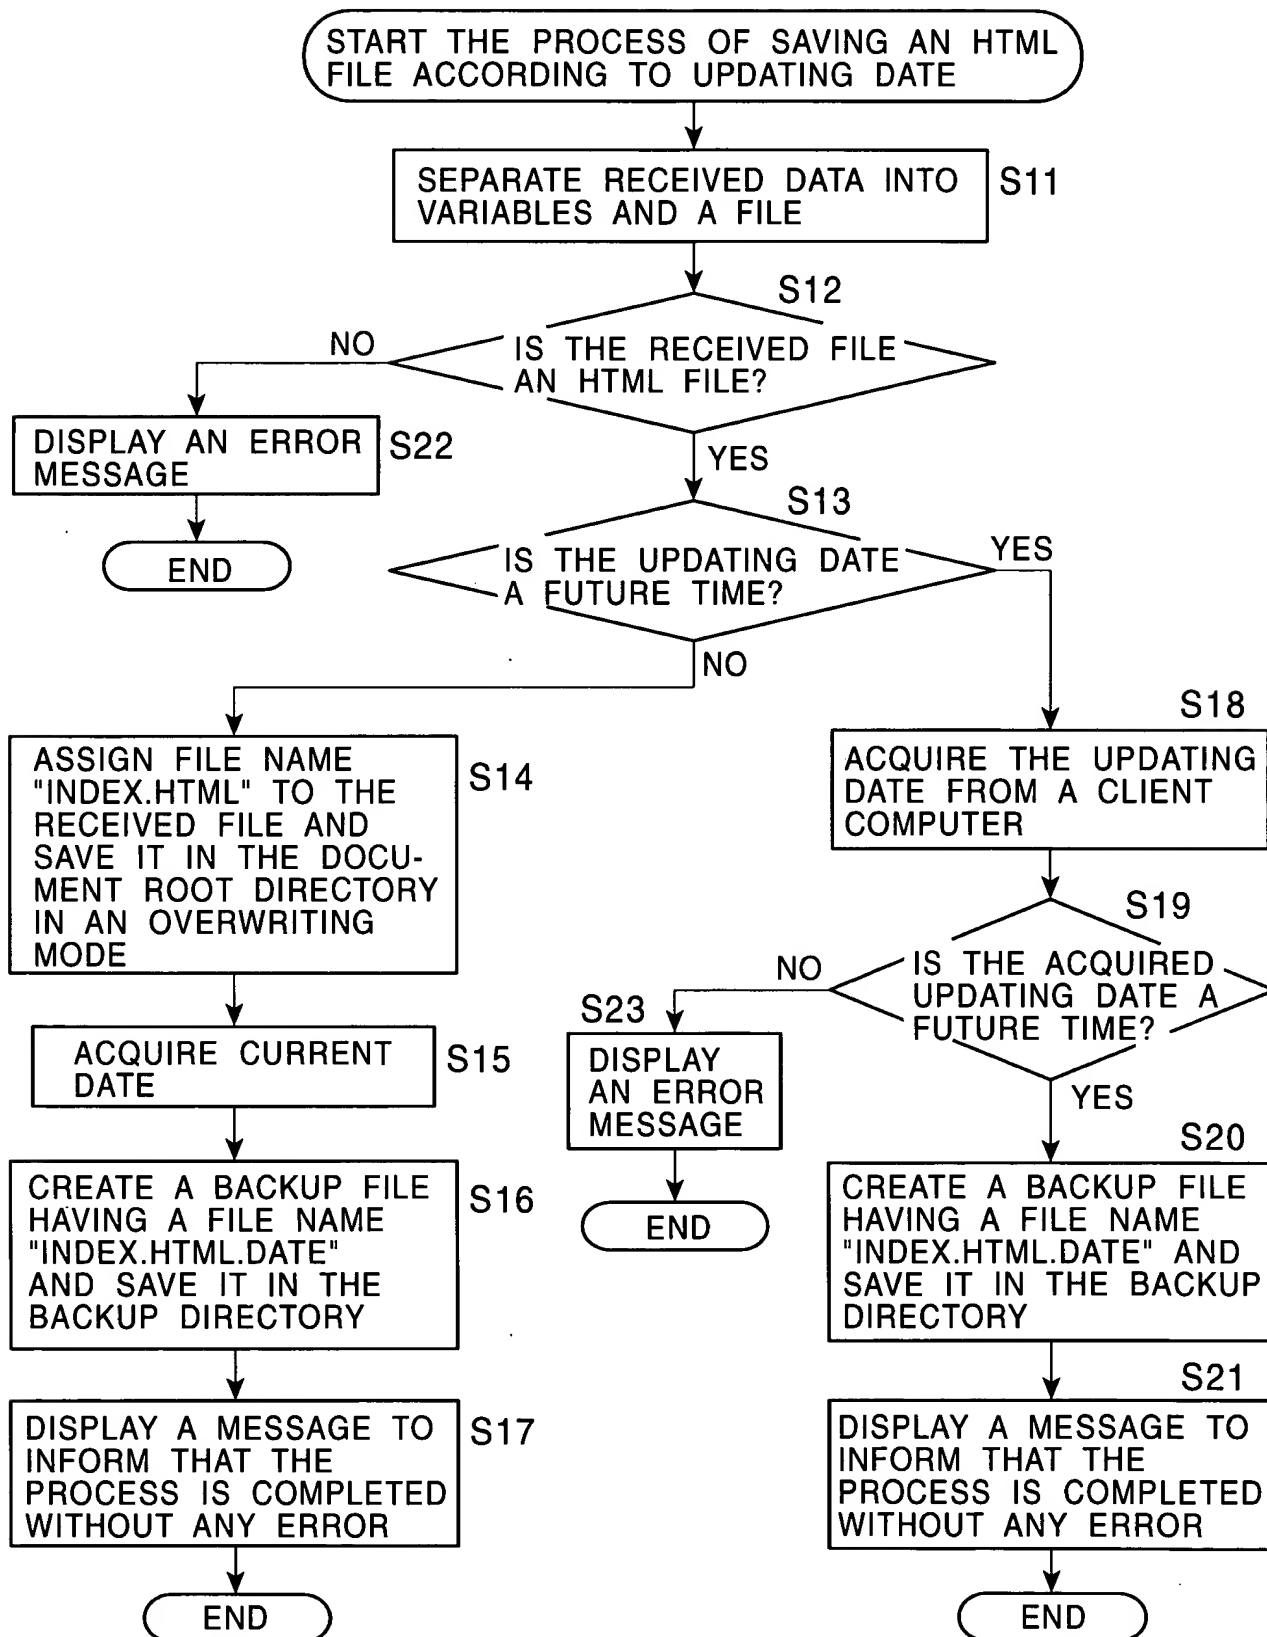 START THE PROCESS OF SAVING AN HTML
FILE ACCORDING TO UPDATING DATE
SEPARATE RECEIVED DATA INTO
VARIABLES AND A FILE
S11
S12
IS THE RECEIVED FILE
AN HTML FILE?
NO
YES
DISPLAY AN ERROR
MESSAGE
S22
END
S13
IS THE UPDATING DATE
A FUTURE TIME?
YES
NO
ASSIGN FILE NAME
"INDEX.HTML" TO THE
RECEIVED FILE AND
SAVE IT IN THE DOCU-
MENT ROOT DIRECTORY
IN AN OVERWRITING
MODE
S14
ACQUIRE CURRENT
DATE
S15
CREATE A BACKUP FILE
HAVING A FILE NAME
"INDEX.HTML.DATE"
AND SAVE IT IN THE
BACKUP DIRECTORY
S16
DISPLAY A MESSAGE TO
INFORM THAT THE
PROCESS IS COMPLETED
WITHOUT ANY ERROR
S17
END
S18
ACQUIRE THE UPDATING
DATE FROM A CLIENT
COMPUTER
S19
IS THE ACQUIRED
UPDATING DATE A
FUTURE TIME?
NO
YES
S23
DISPLAY
AN ERROR
MESSAGE
END
S20
CREATE A BACKUP FILE
HAVING A FILE NAME
"INDEX.HTML.DATE" AND
SAVE IT IN THE BACKUP
DIRECTORY
S21
DISPLAY A MESSAGE TO
INFORM THAT THE
PROCESS IS COMPLETED
WITHOUT ANY ERROR
END